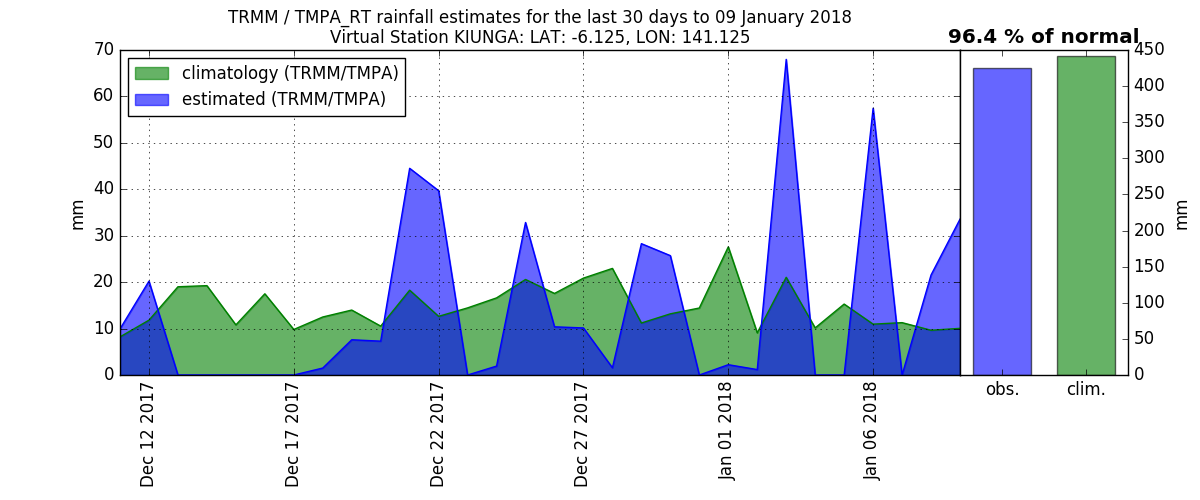 TRMM / TMPA_RT rainfall estimates for the last 30 days to 09 January 2018
Virtual Station KIUNGA: LAT: -6.125, LON: 141.125
96.4 % of normal
climatology (TRMM/TMPA)
estimated (TRMM/TMPA)
70
60
50
40
30
20
10
0
mm
450
400
350
300
250
200
150
100
50
0
mm
Dec 12 2017
Dec 17 2017
Dec 22 2017
Dec 27 2017
Jan 01 2018
Jan 06 2018
obs.
clim.